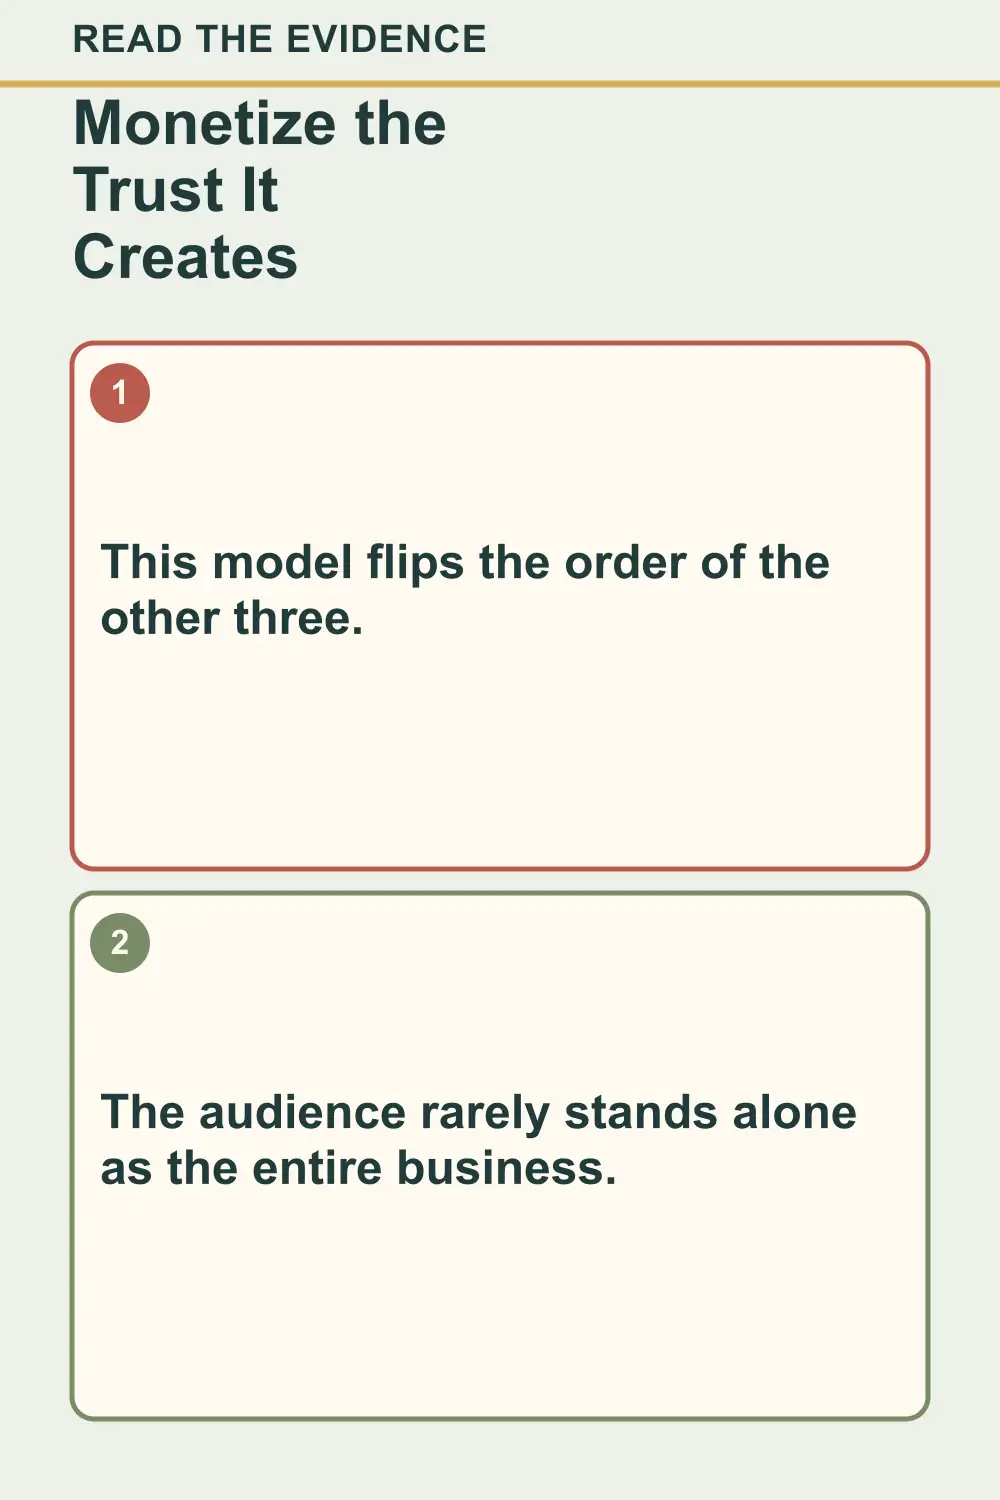 READ THE EVIDENCE
Monetize the
Trust It
Creates
1
This model flips the order of the
other three.
2
The audience rarely stands alone
as the entire business.